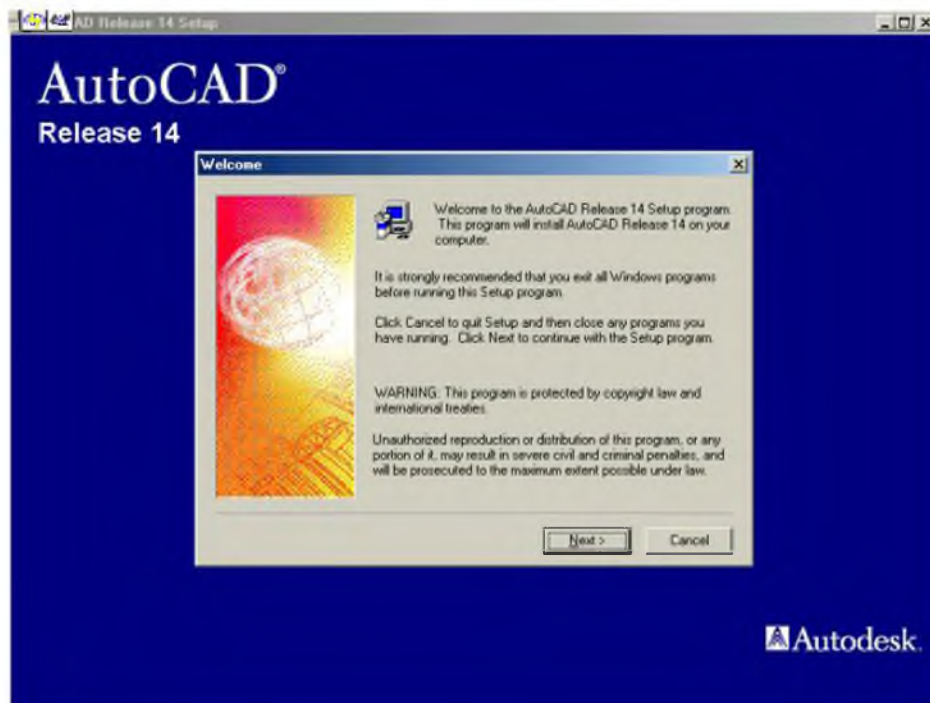 AD Release 14 Setup
AutoCAD®
Release 14
Welcome
Welcome to the AutoCAD Release 14 Setup program.
This program will install AutoCAD Release 14 on your
computer.
It is strongly recommended that you exit all Windows programs
before running this Setup program.
Click Cancel to quit Setup and then close any programs you
have running. Click Next to continue with the Setup program.
WARNING: This program is protected by copyright law and
international treaties.
Unauthorized reproduction or distribution of this program, or any
portion of it, may result in severe civil and criminal penalties, and
will be prosecuted to the maximum extent possible under law.
Next >
Cancel
Autodesk.